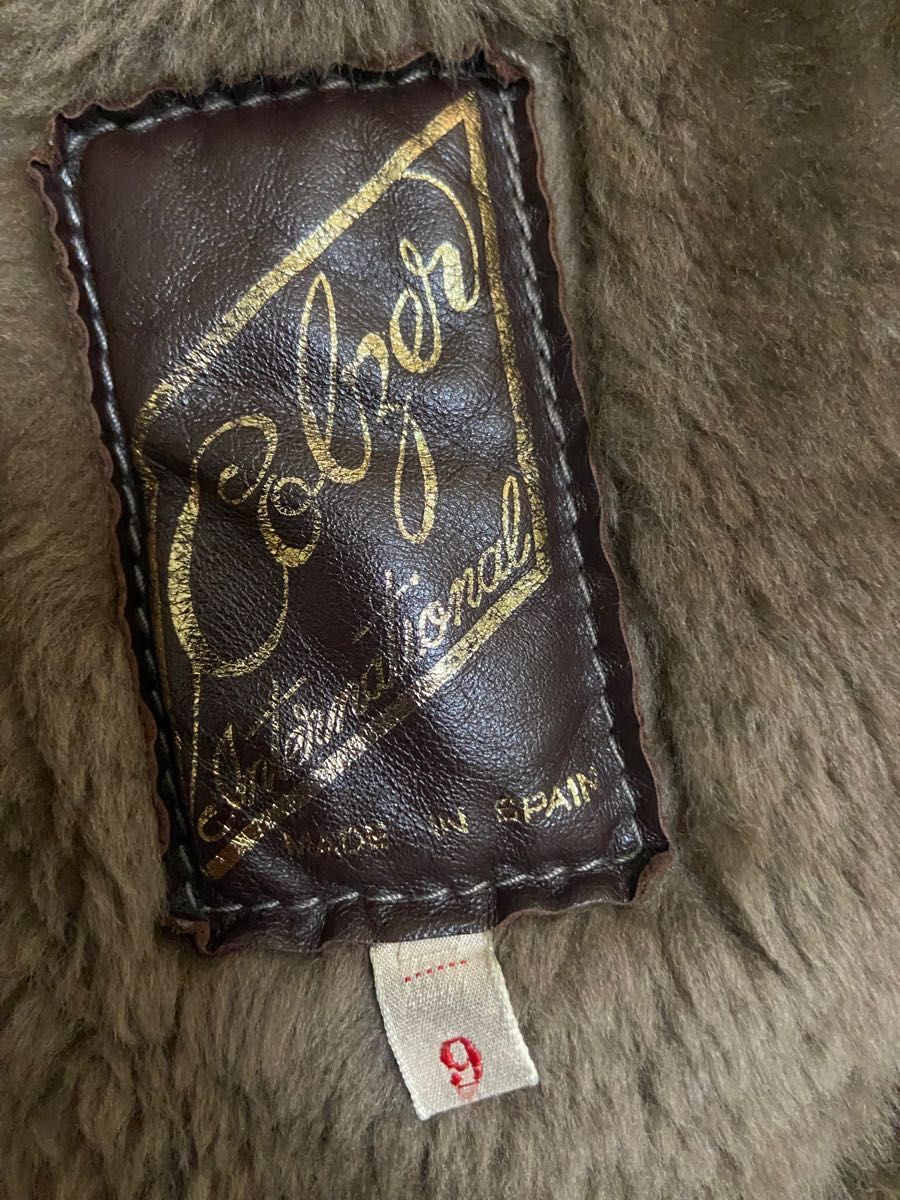 Colzer
International
MADE IN SPAIN
9